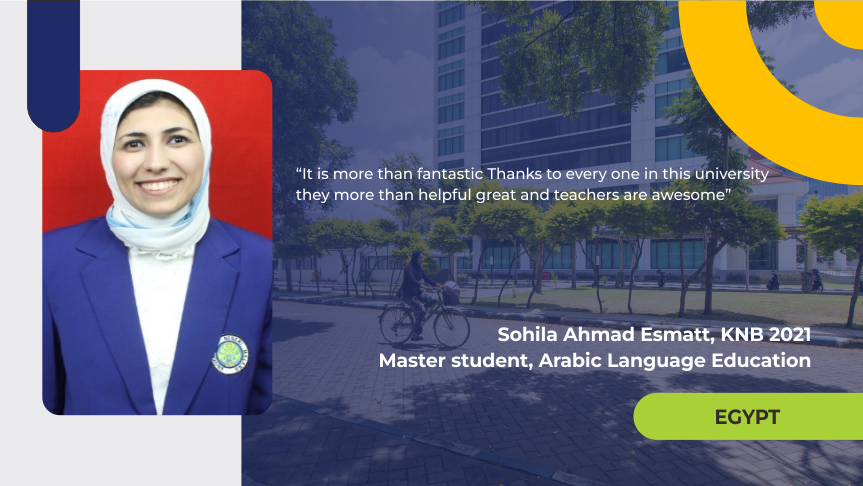 “It is more than fantastic Thanks to every one in this university
they more than helpful great and teachers are awesome”
Sohila Ahmad Esmatt, KNB 2021
Master student, Arabic Language Education
EGYPT